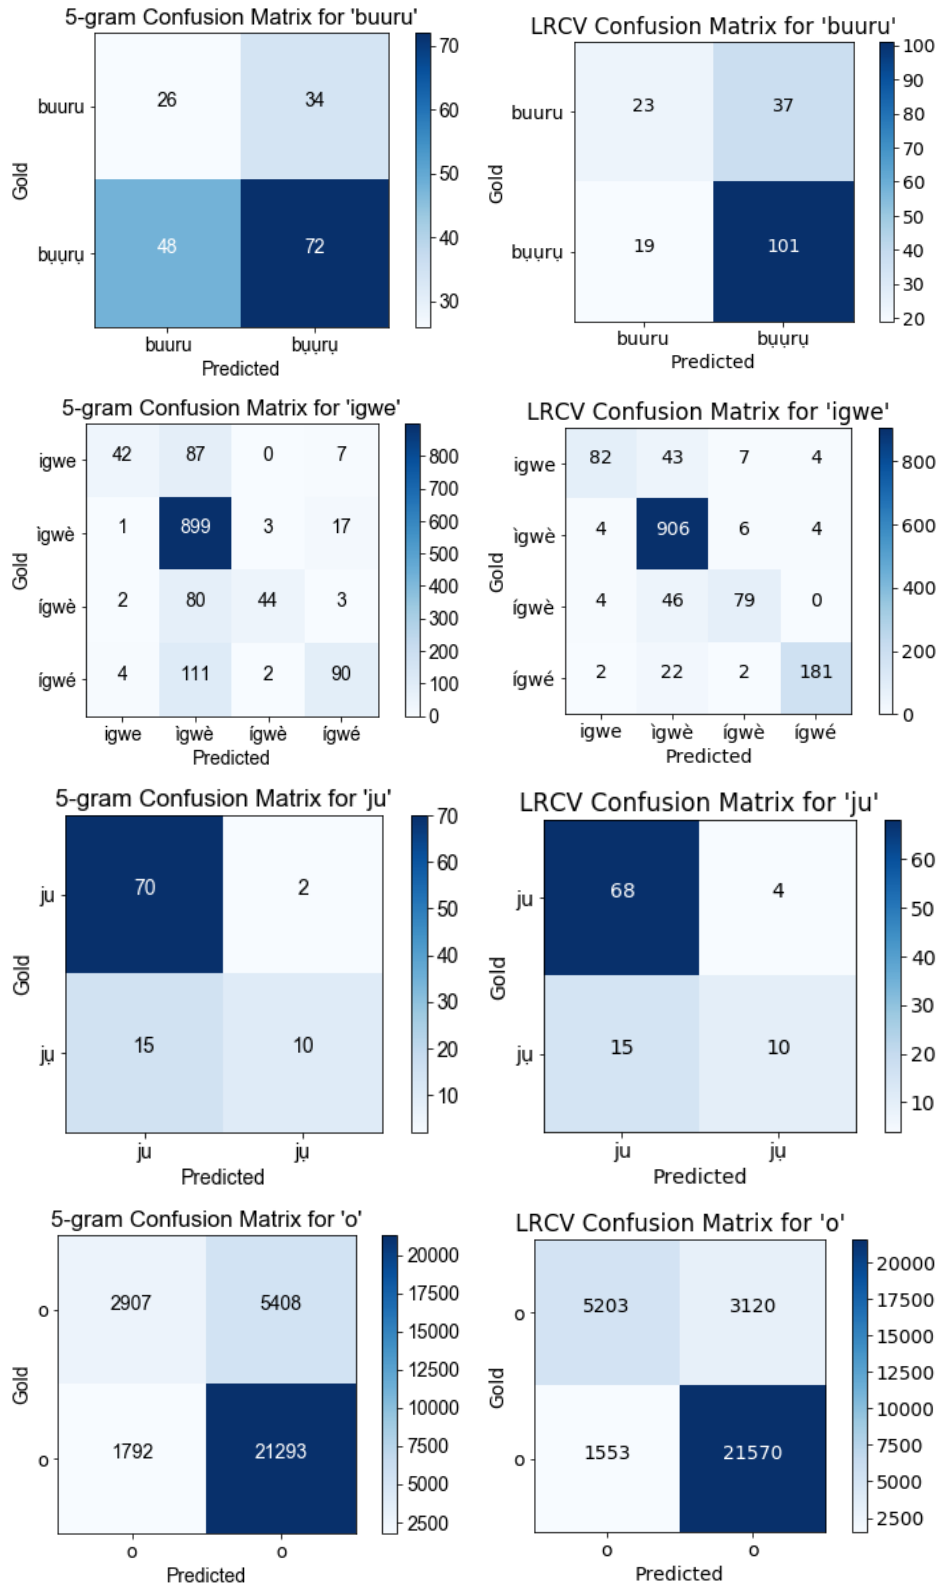 5-gram Confusion Matrix for 'buuru'
buuru 26 34
bụụrụ 48 72
Gold
buuru bụụrụ
Predicted
70
60
50
40
30
LRCV Confusion Matrix for 'buuru'
buuru 23 37
bụụrụ 19 101
Gold
buuru bụụrụ
Predicted
100
90
80
70
60
50
40
30
20
5-gram Confusion Matrix for 'igwe'
igwe 42 87 0 7
ìgwè 1 899 3 17
ígwè 2 80 44 3
ígwé 4 111 2 90
Gold
igwe ìgwè ígwè ígwé
Predicted
800
700
600
500
400
300
200
100
0
LRCV Confusion Matrix for 'igwe'
igwe 82 43 7 4
ìgwè 4 906 6 4
ígwè 4 46 79 0
ígwé 2 22 2 181
Gold
igwe ìgwè ígwè ígwé
Predicted
800
600
400
200
0
5-gram Confusion Matrix for 'ju'
ju 70 2
jụ 15 10
Gold
ju jụ
Predicted
70
60
50
40
30
20
10
LRCV Confusion Matrix for 'ju'
ju 68 4
jụ 15 10
Gold
ju jụ
Predicted
60
50
40
30
20
10
5-gram Confusion Matrix for 'o'
o 2907 5408
o 1792 21293
Gold
o o
Predicted
20000
17500
15000
12500
10000
7500
5000
2500
LRCV Confusion Matrix for 'o'
o 5203 3120
o 1553 21570
Gold
o o
Predicted
20000
17500
15000
12500
10000
7500
5000
2500